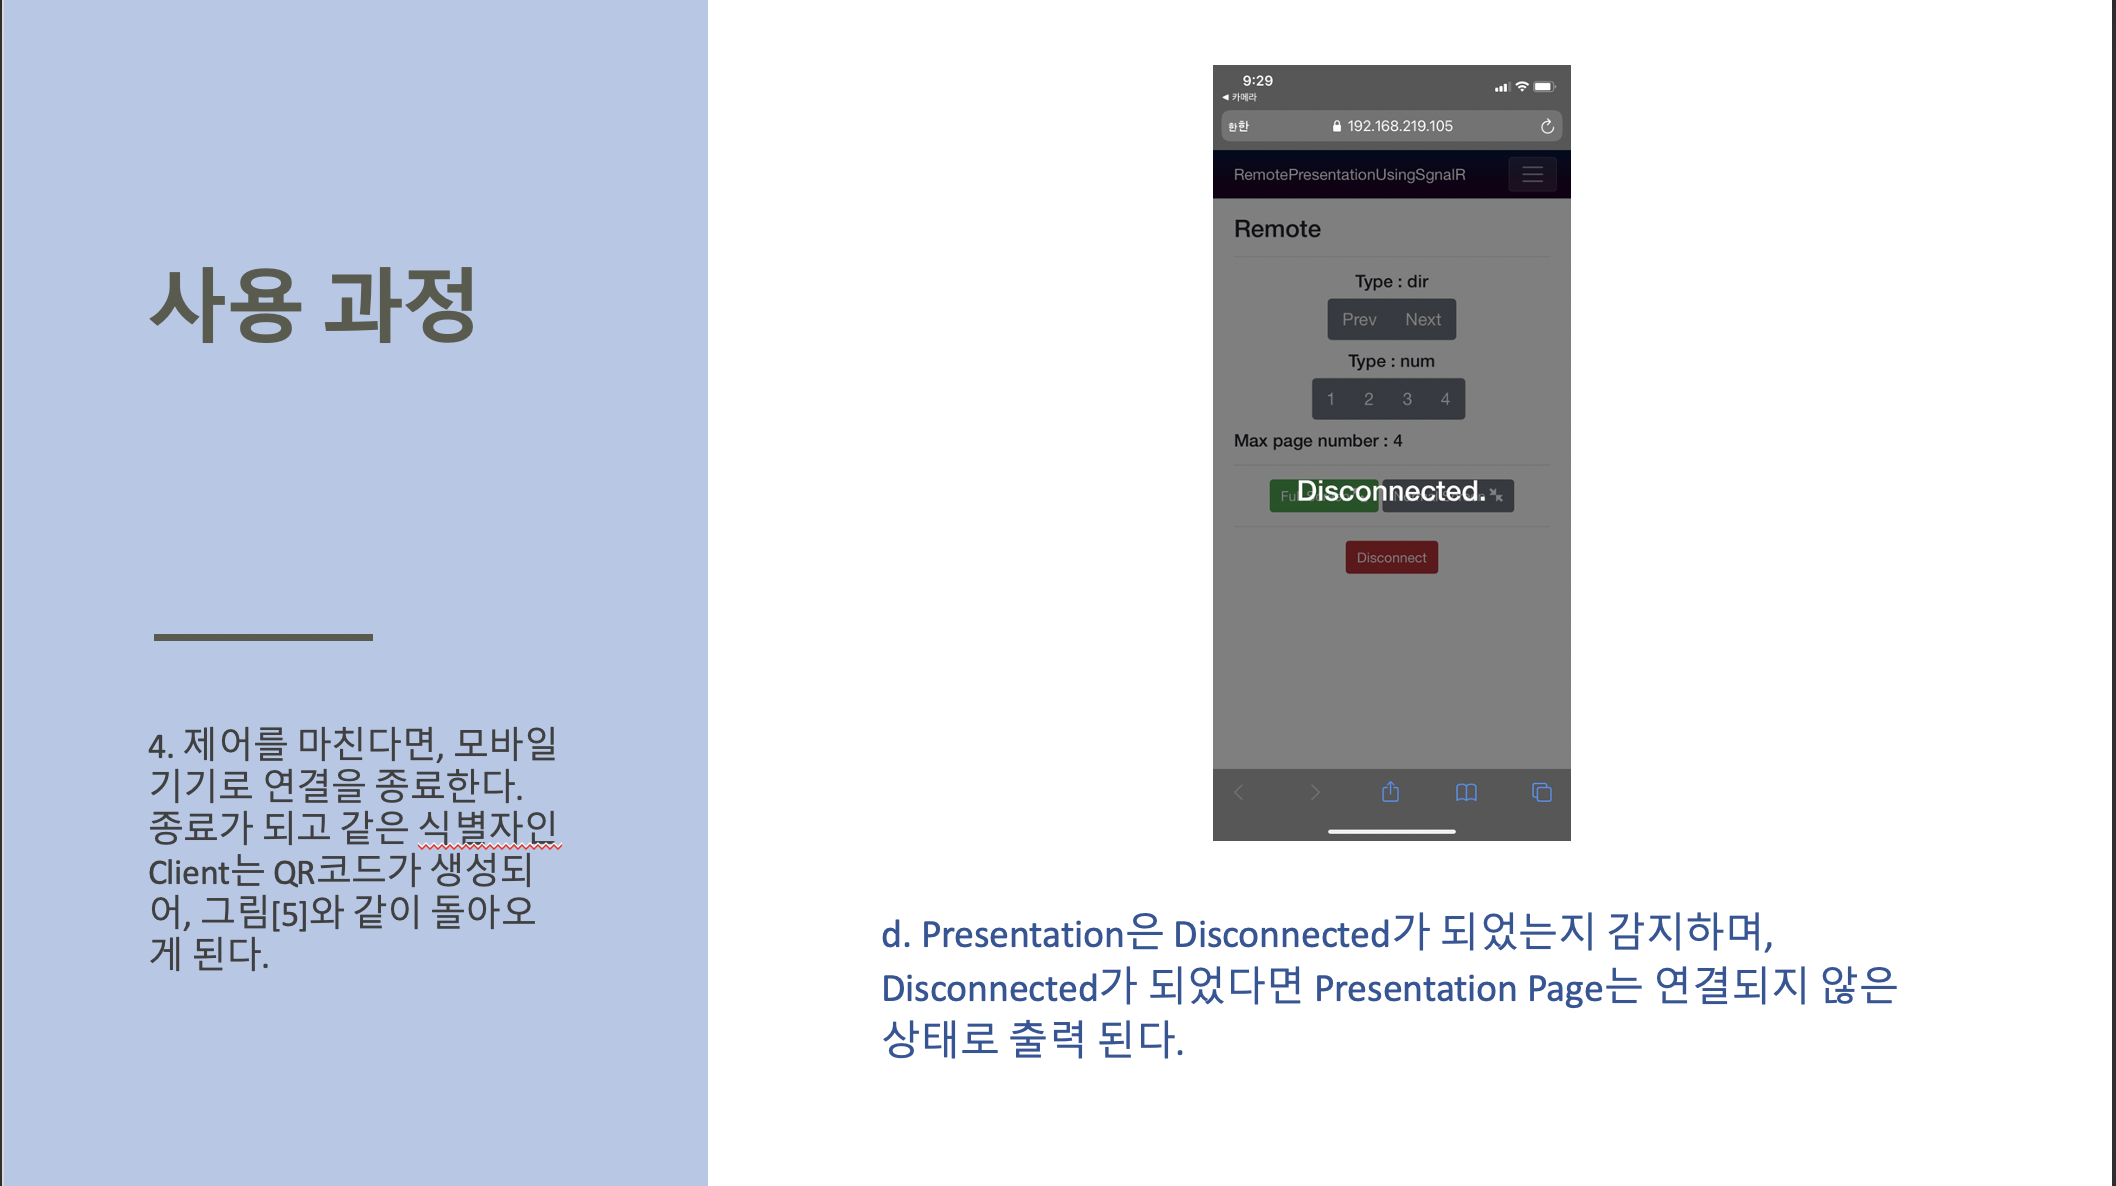 사용 과정
4. 제어를 마친다면, 모바일
기기로 연결을 종료한다.
종료가 되고 같은 식별자인
Client는 QR코드가 생성되
어, 그림[5]와 같이 돌아오
게 된다.
9:29
◀ 카메라
한한
192.168.219.105
RemotePresentationUsingSgnalR
Remote
Type : dir
Prev Next
Type : num
1 2 3 4
Max page number : 4
Disconnected.
Disconnect
d. Presentation은 Disconnected가 되었는지 감지하며,
Disconnected가 되었다면 Presentation Page는 연결되지 않은
상태로 출력 된다.